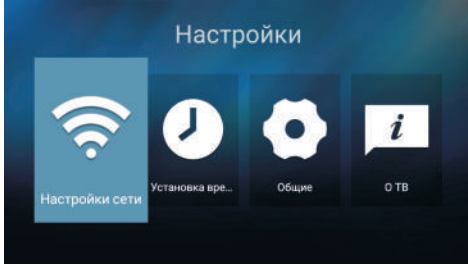 Настройки
Настройки сети
Установка вре...
Общие
О ТВ